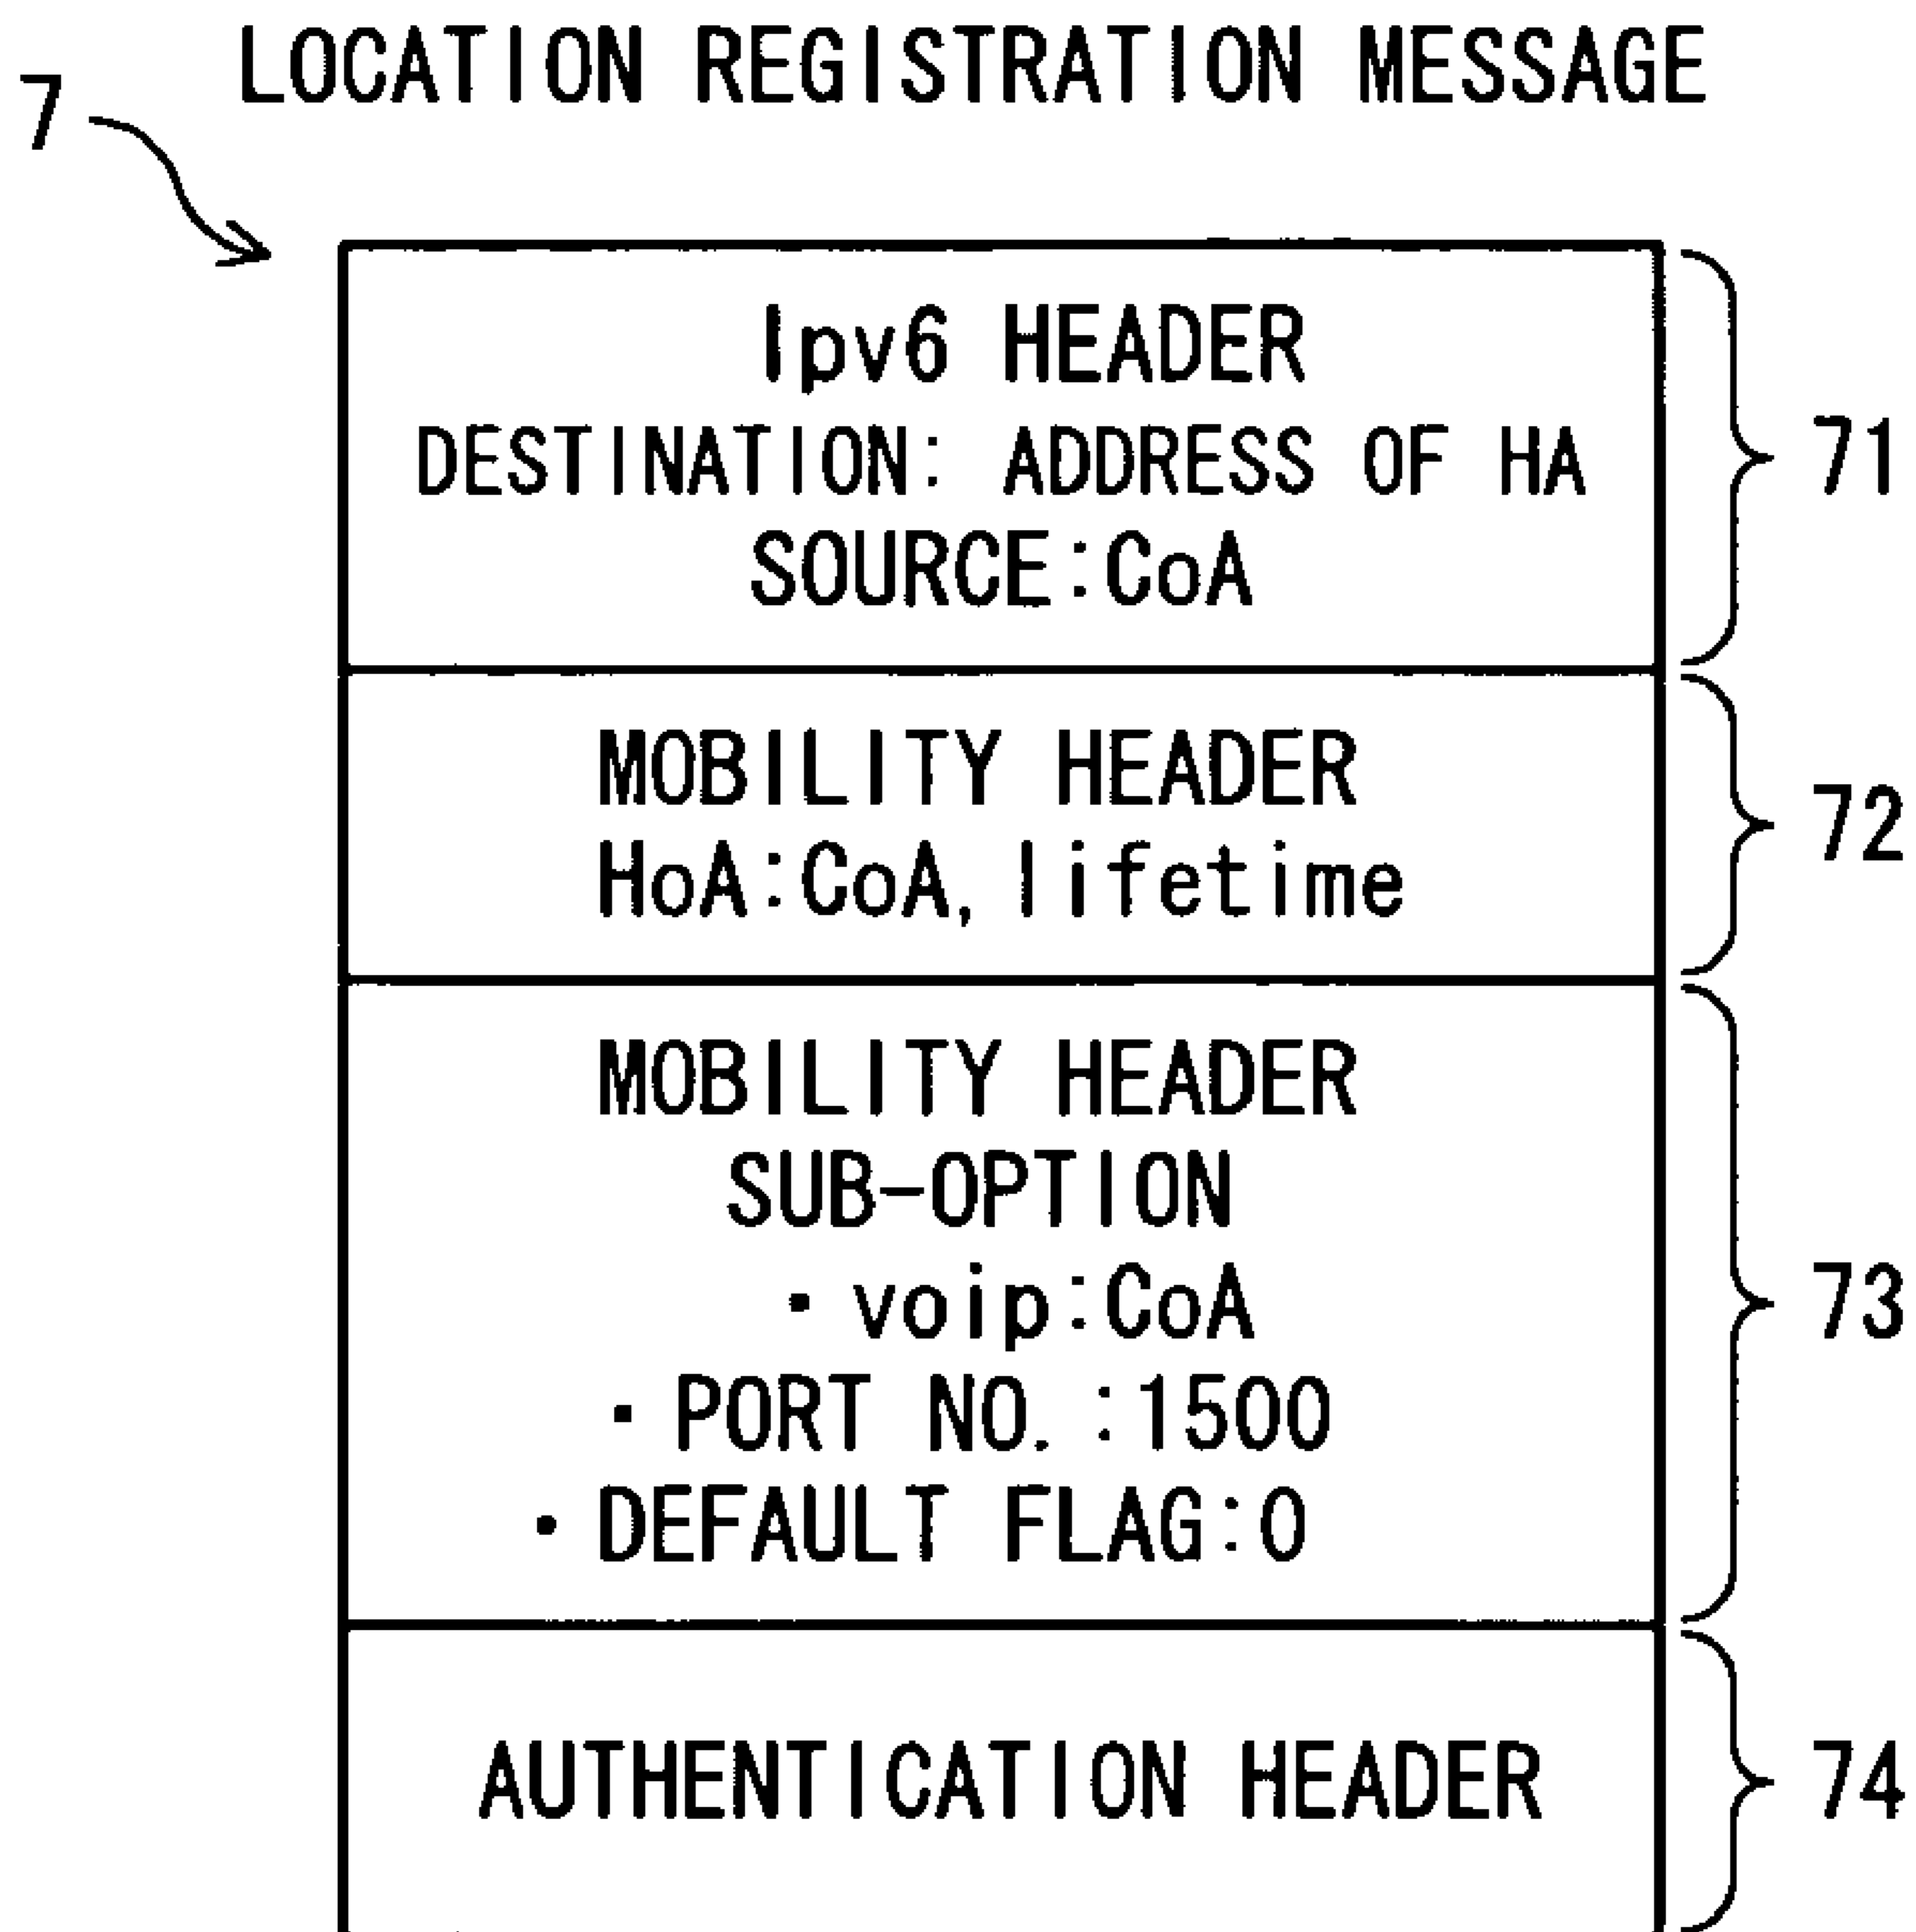 LOCATION REGISTRATION MESSAGE
7
Ipv6 HEADER
DESTINATION: ADDRESS OF HA
SOURCE:CoA
71
MOBILITY HEADER
HoA:CoA, lifetime
72
MOBILITY HEADER
SUB-OPTION
・voip:CoA
・PORT NO. :1500
・DEFAULT FLAG:0
73
AUTHENTICATION HEADER
74